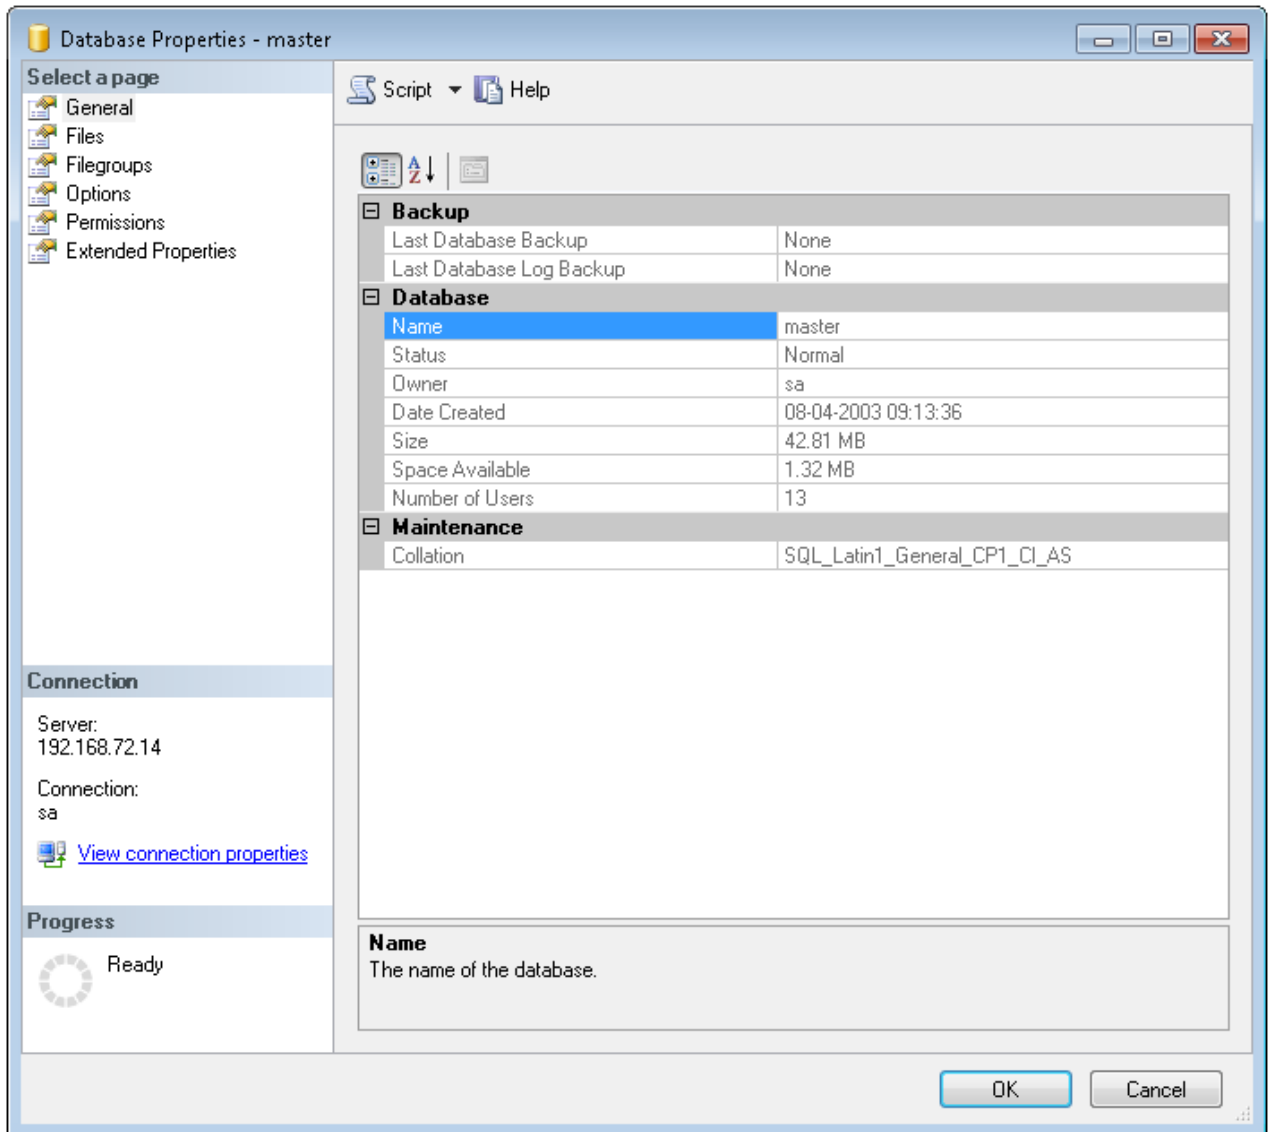 Database Properties - master
Select a page
General
Files
Filegroups
Options
Permissions
Extended Properties
Connection
Server:
192.168.72.14
Connection:
sa
View connection properties
Progress
Ready
Script Help
Backup
Last Database Backup None
Last Database Log Backup None
Database
Name master
Status Normal
Owner sa
Date Created 08-04-2003 09:13:36
Size 42.81 MB
Space Available 1.32 MB
Number of Users 13
Maintenance
Collation SQL_Latin1_General_CP1_CI_AS
Name
The name of the database.
OK Cancel